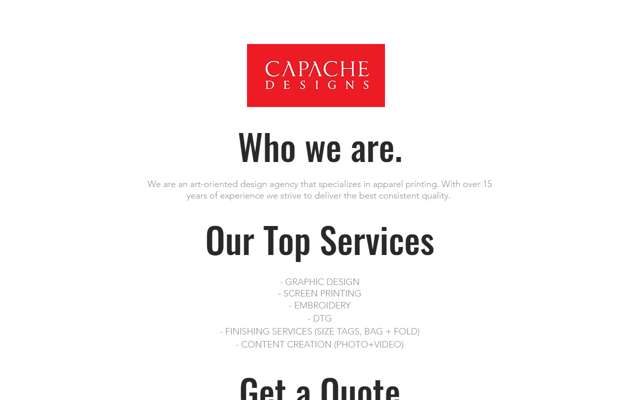 CAPACHE
DESIGNS
Who we are.
We are an art-oriented design agency that specializes in apparel printing. With over 15
years of experience we strive to deliver the best consistent quality.
Our Top Services
- GRAPHIC DESIGN
- SCREEN PRINTING
- EMBROIDERY
- DTG
- FINISHING SERVICES (SIZE TAGS, BAG + FOLD)
- CONTENT CREATION (PHOTO+VIDEO)
Get a Quote